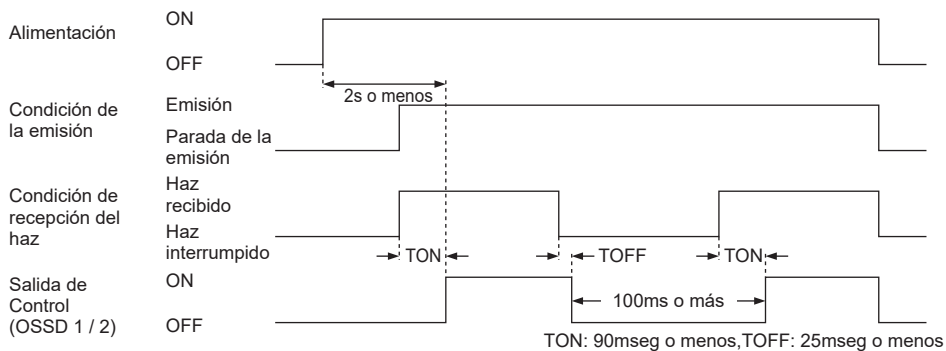 Alimentación
ON
OFF
2s o menos
Condición de
la emisión
Emisión
Parada de la
emisión
Condición de
recepción del
haz
Haz
recibido
Haz
interrumpido
TON
TOFF
TON
Salida de
Control
(OSSD 1 / 2)
ON
OFF
100ms o más
TON: 90mseg o menos,TOFF: 25mseg o menos